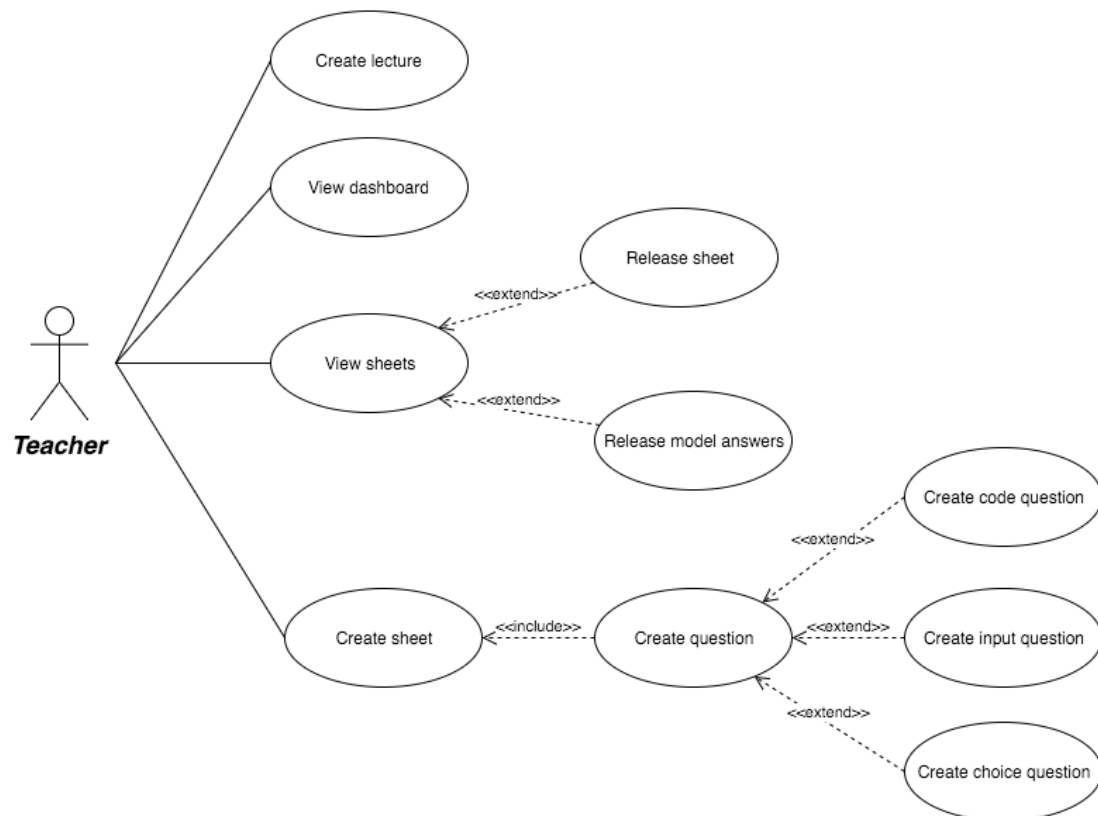 Create lecture
View dashboard
Release sheet
<<extend>>
View sheets
<<extend>>
Release model answers
Teacher
Create code question
<<extend>>
Create sheet
<<include>>
Create question
<<extend>>
Create input question
<<extend>>
Create choice question